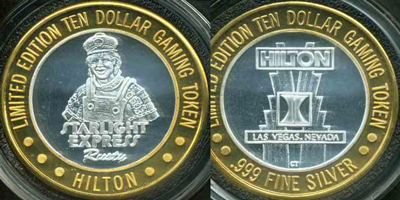 LIMITED EDITION TEN DOLLAR GAMING TOKEN
STARLIGHT
EXPRESS
Rusty
HILTON
LIMITED EDITION TEN DOLLAR GAMING TOKEN
HILTON
LAS VEGAS, NEVADA
CT
.999 FINE SILVER